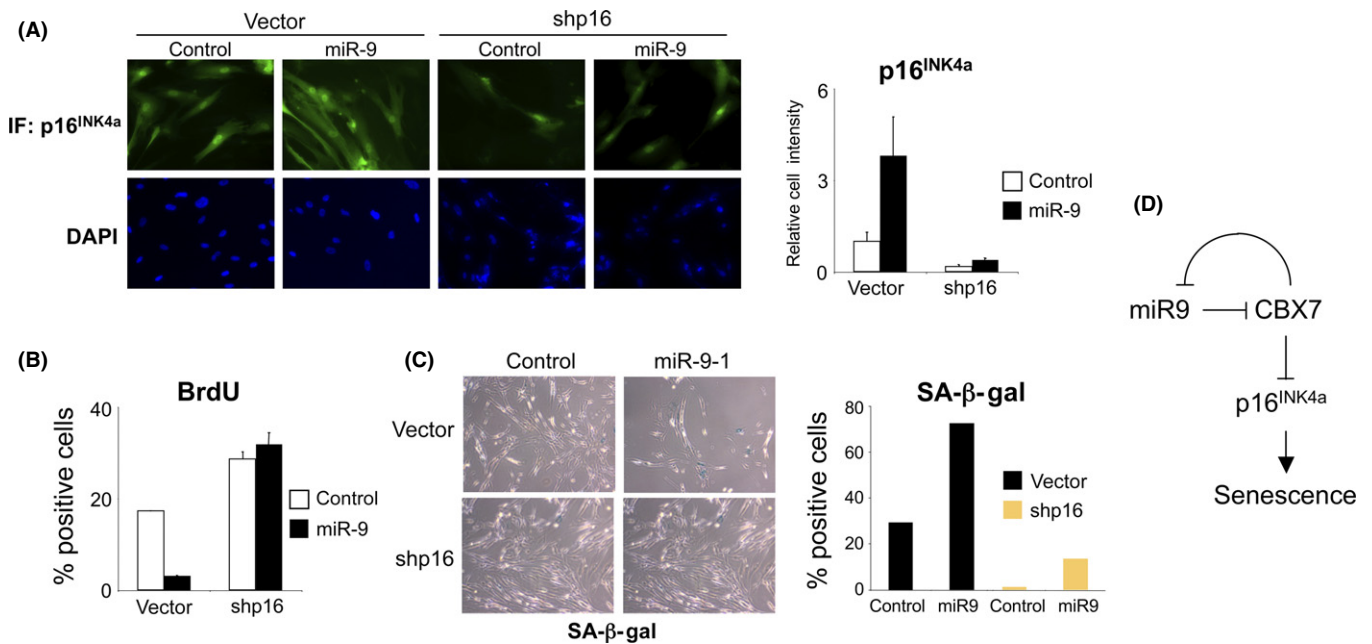 (A)
Vector
shp16
Control
miR-9
Control
miR-9
IF: p16INK4a
DAPI
p16INK4a
Relative cell intensity
6
3
0
Vector
shp16
Control
miR-9
(B)
BrdU
% positive cells
40
20
0
Vector
shp16
Control
miR-9
(C)
Control
miR-9-1
Vector
shp16
SA-β-gal
SA-β-gal
% positive cells
80
60
40
20
0
Control
miR9
Control
miR9
Vector
shp16
(D)
miR9
CBX7
p16INK4a
Senescence